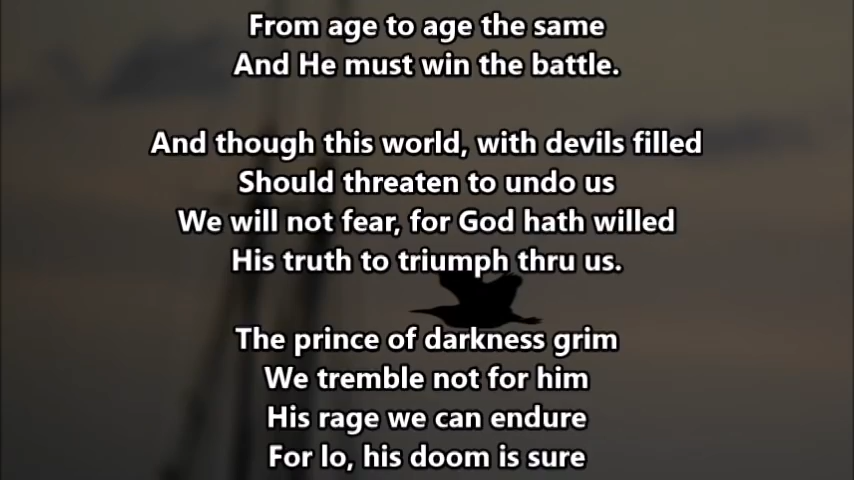 From age to age the same
And He must win the battle.
And though this world, with devils filled
Should threaten to undo us
We will not fear, for God hath willed
His truth to triumph thru us.
The prince of darkness grim
We tremble not for him
His rage we can endure
For lo, his doom is sure